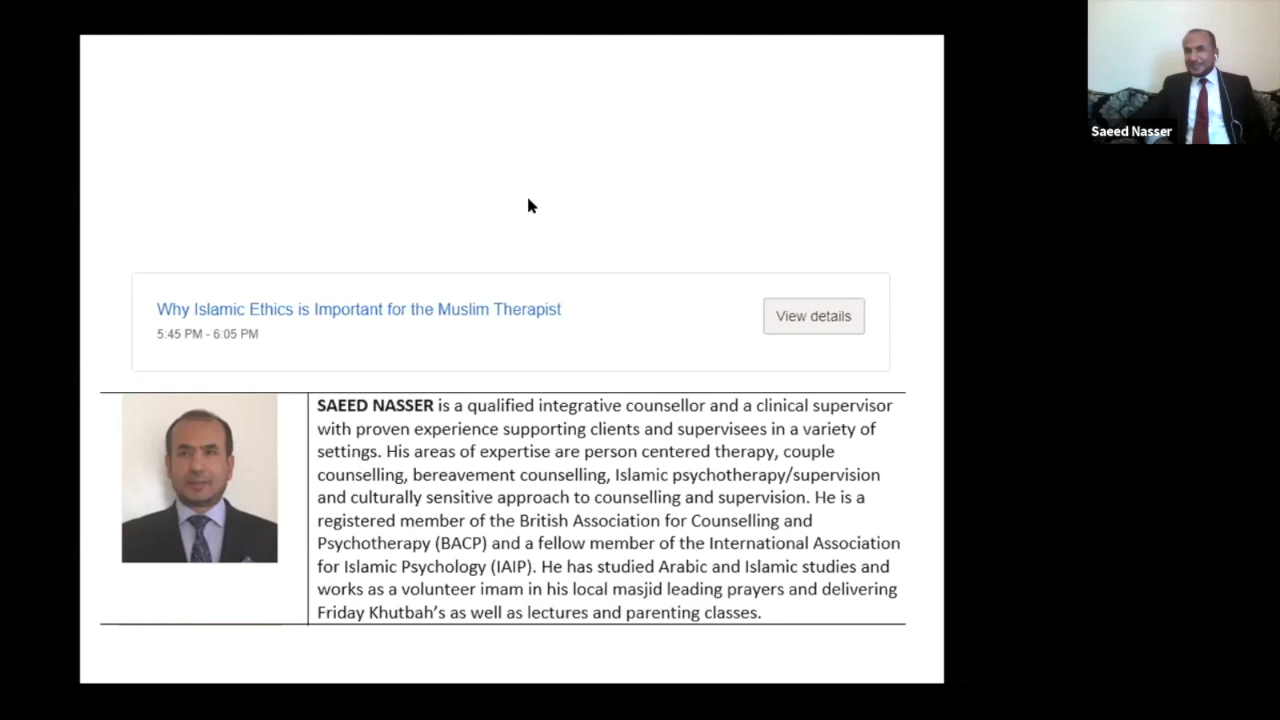 Saeed Nasser
Why Islamic Ethics is Important for the Muslim Therapist
5:45 PM - 6:05 PM
View details
SAEED NASSER is a qualified integrative counsellor and a clinical supervisor
with proven experience supporting clients and supervisees in a variety of
settings. His areas of expertise are person centered therapy, couple
counselling, bereavement counselling, Islamic psychotherapy/supervision
and culturally sensitive approach to counselling and supervision. He is a
registered member of the British Association for Counselling and
Psychotherapy (BACP) and a fellow member of the International Association
for Islamic Psychology (IAIP). He has studied Arabic and Islamic studies and
works as a volunteer imam in his local masjid leading prayers and delivering
Friday Khutbah's as well as lectures and parenting classes.